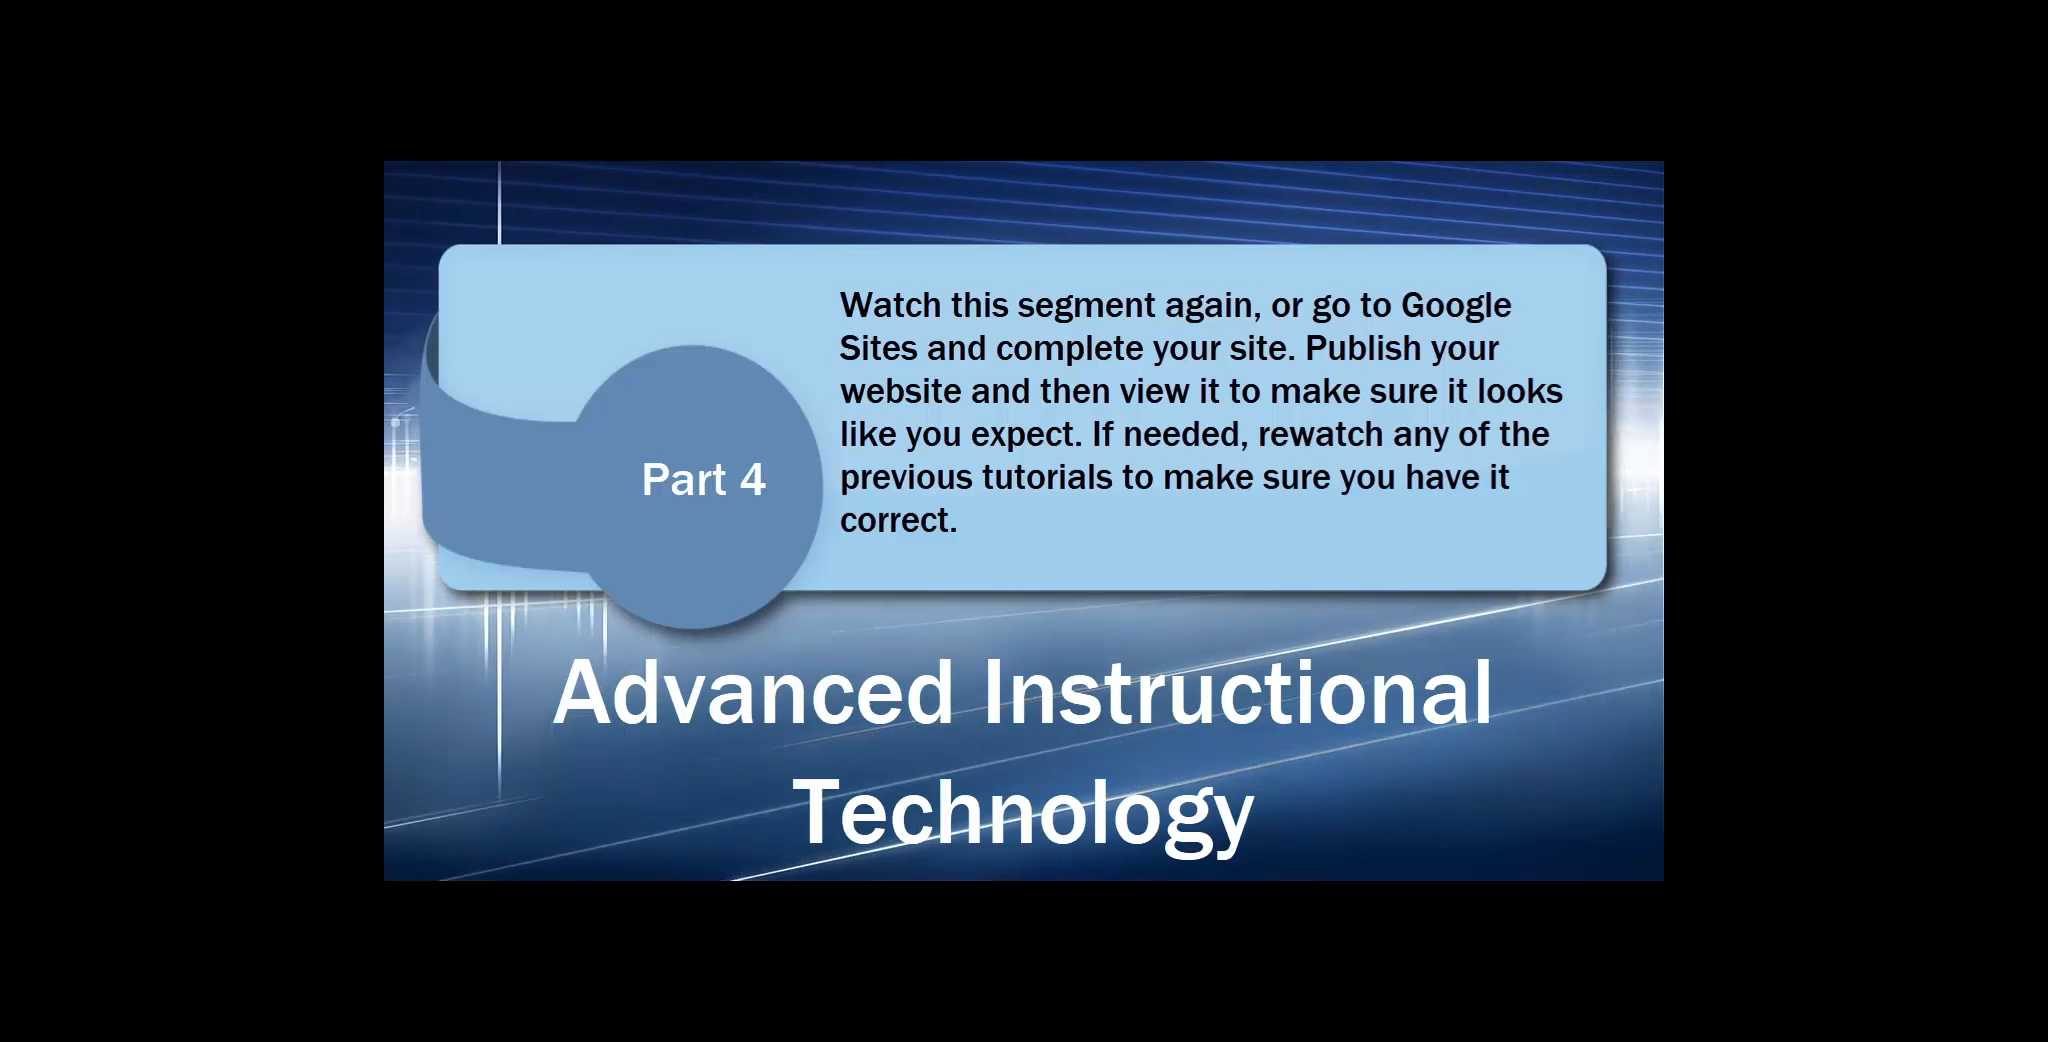 Watch this segment again, or go to Google
Sites and complete your site. Publish your
website and then view it to make sure it looks
like you expect. If needed, rewatch any of the
previous tutorials to make sure you have it
correct.
Part 4
Advanced Instructional
Technology